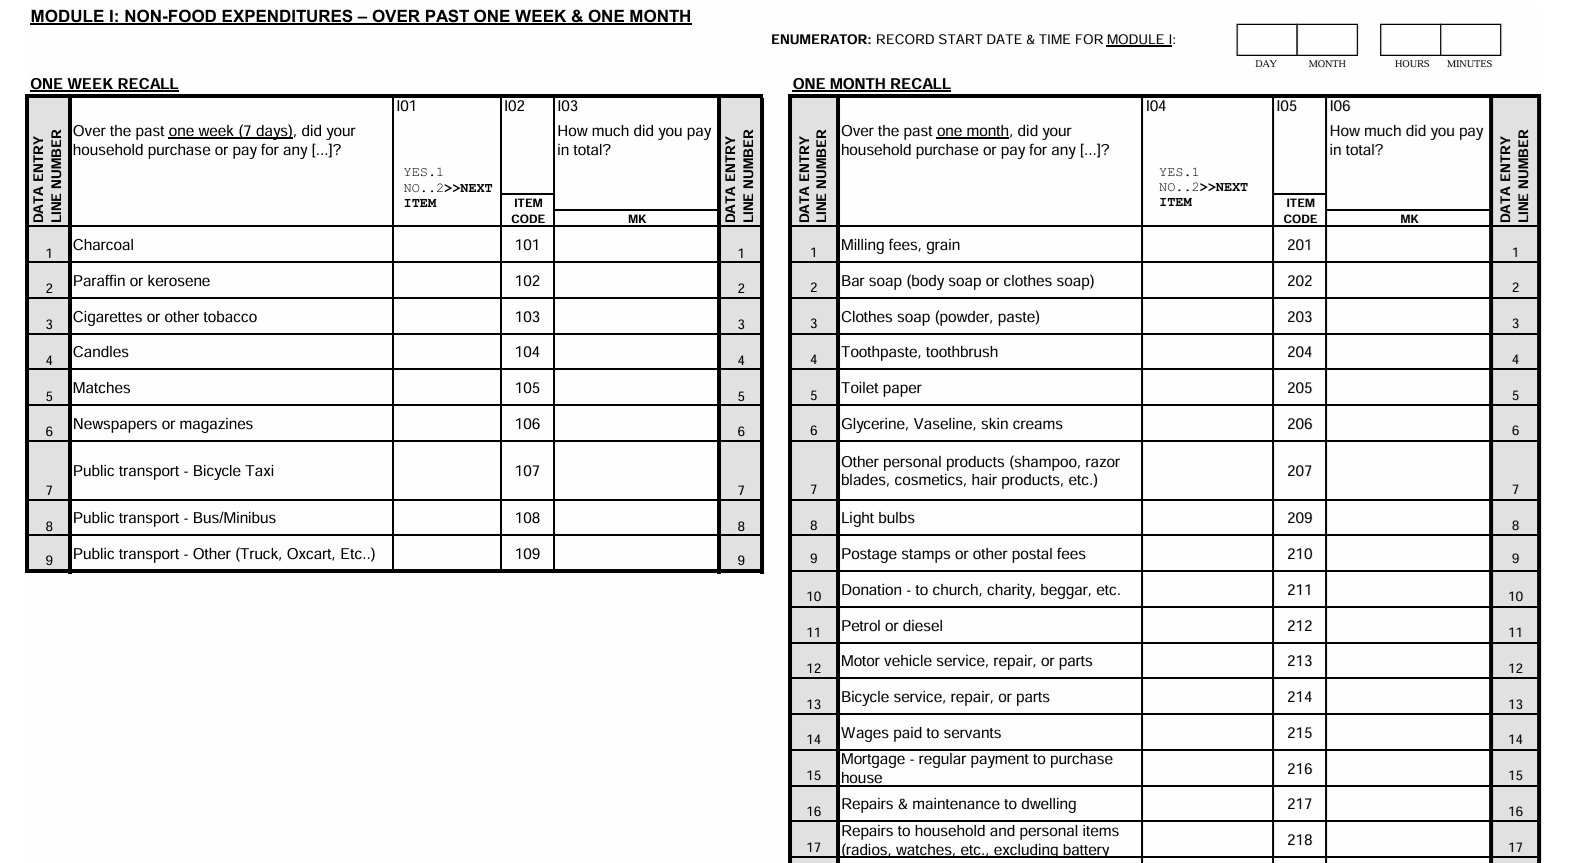 MODULE I: NON-FOOD EXPENDITURES – OVER PAST ONE WEEK & ONE MONTH
ENUMERATOR: RECORD START DATE & TIME FOR MODULE I:
DAY MONTH HOURS MINUTES
ONE WEEK RECALL
DATA ENTRY
LINE NUMBER
Over the past one week (7 days), did your
household purchase or pay for any [...]?
I01
YES.1
NO..2>>NEXT
ITEM
I02
ITEM
CODE
I03
How much did you pay
in total?
MK
DATA ENTRY
LINE NUMBER
1 Charcoal 101 1
2 Paraffin or kerosene 102 2
3 Cigarettes or other tobacco 103 3
4 Candles 104 4
5 Matches 105 5
6 Newspapers or magazines 106 6
7 Public transport - Bicycle Taxi 107 7
8 Public transport - Bus/Minibus 108 8
9 Public transport - Other (Truck, Oxcart, Etc..) 109 9
ONE MONTH RECALL
DATA ENTRY
LINE NUMBER
Over the past one month, did your
household purchase or pay for any [...]?
I04
YES.1
NO..2>>NEXT
ITEM
I05
ITEM
CODE
I06
How much did you pay
in total?
MK
DATA ENTRY
LINE NUMBER
1 Milling fees, grain 201 1
2 Bar soap (body soap or clothes soap) 202 2
3 Clothes soap (powder, paste) 203 3
4 Toothpaste, toothbrush 204 4
5 Toilet paper 205 5
6 Glycerine, Vaseline, skin creams 206 6
7 Other personal products (shampoo, razor
blades, cosmetics, hair products, etc.) 207 7
8 Light bulbs 209 8
9 Postage stamps or other postal fees 210 9
10 Donation - to church, charity, beggar, etc. 211 10
11 Petrol or diesel 212 11
12 Motor vehicle service, repair, or parts 213 12
13 Bicycle service, repair, or parts 214 13
14 Wages paid to servants 215 14
15 Mortgage - regular payment to purchase
house 216 15
16 Repairs & maintenance to dwelling 217 16
17 Repairs to household and personal items
(radios, watches, etc., excluding battery 218 17